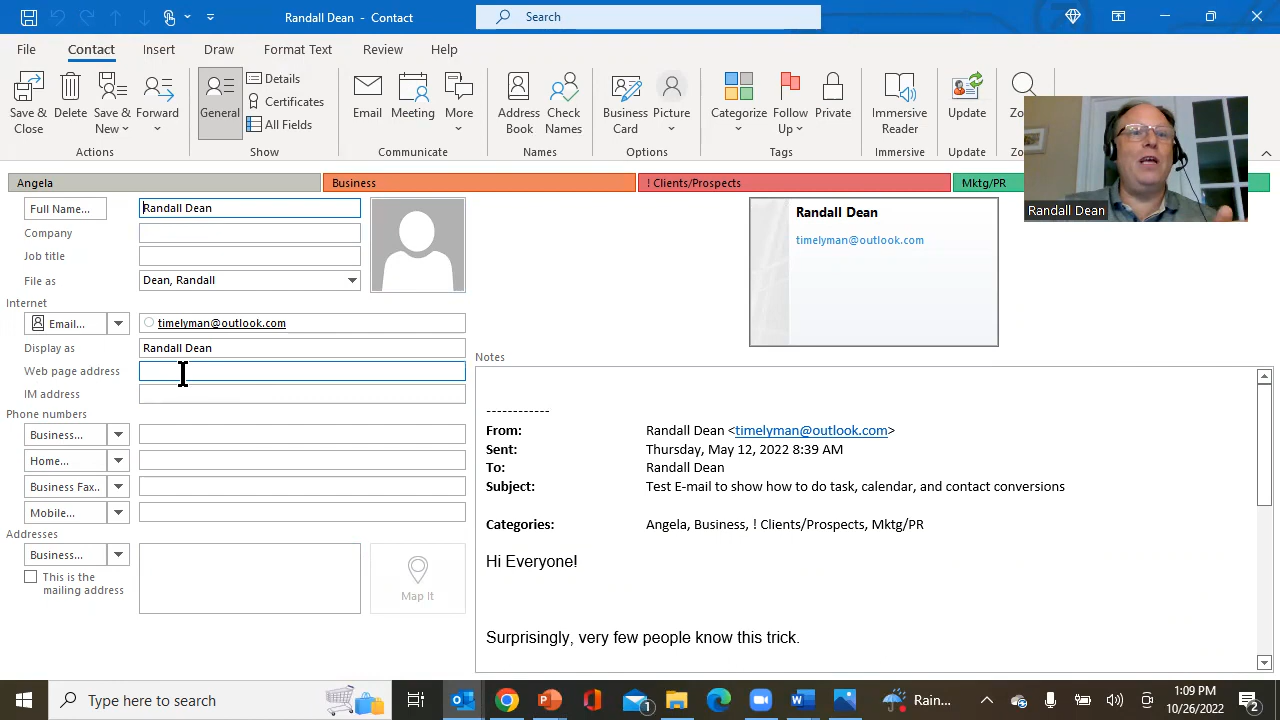 Randall Dean - Contact
Search
File Contact Insert Draw Format Text Review Help
Save & Close
Delete
Save & New
Forward
Actions
General
Details
Certificates
All Fields
Show
Email
Meeting
More
Communicate
Address Book
Check Names
Names
Business Card
Picture
Options
Categorize
Follow Up
Private
Tags
Immersive Reader
Immersive
Update
Update
Angela
Business
! Clients/Prospects
Mktg/PR
Randall Dean
Full Name... Randall Dean
Company
Job title
File as Dean, Randall
Internet
Email... timelyman@outlook.com
Display as Randall Dean
Web page address
IM address
Phone numbers
Business...
Home...
Business Fax..
Mobile...
Addresses
Business...
This is the mailing address
Map It
Randall Dean
timelyman@outlook.com
Notes
------------
From: Randall Dean <timelyman@outlook.com>
Sent: Thursday, May 12, 2022 8:39 AM
To: Randall Dean
Subject: Test E-mail to show how to do task, calendar, and contact conversions
Categories: Angela, Business, ! Clients/Prospects, Mktg/PR
Hi Everyone!
Surprisingly, very few people know this trick.
Type here to search
1
Rain...
1:09 PM
10/26/2022
2